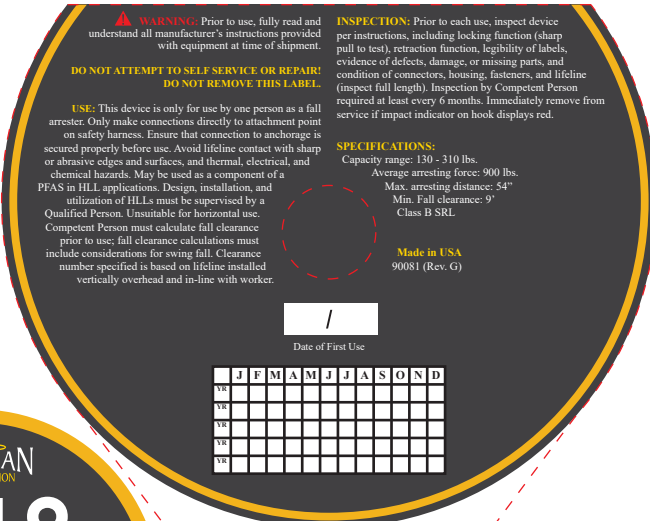 WARNING: Prior to use, fully read and
understand all manufacturer's instructions provided
with equipment at time of shipment.
DO NOT ATTEMPT TO SELF SERVICE OR REPAIR!
DO NOT REMOVE THIS LABEL.
USE: This device is only for use by one person as a fall
arrester. Only make connections directly to attachment point
on safety harness. Ensure that connection to anchorage is
secured properly before use. Avoid lifeline contact with sharp
or abrasive edges and surfaces, and thermal, electrical, and
chemical hazards. May be used as a component of a
PFAS in HLL applications. Design, installation, and
utilization of HLLs must be supervised by a
Qualified Person. Unsuitable for horizontal use.
Competent Person must calculate fall clearance
prior to use; fall clearance calculations must
include considerations for swing fall. Clearance
number specified is based on lifeline installed
vertically overhead and in-line with worker.
INSPECTION: Prior to each use, inspect device
per instructions, including locking function (sharp
pull to test), retraction function, legibility of labels,
evidence of defects, damage, or missing parts, and
condition of connectors, housing, fasteners, and lifeline
(inspect full length). Inspection by Competent Person
required at least every 6 months. Immediately remove from
service if impact indicator on hook displays red.
SPECIFICATIONS:
Capacity range: 130 - 310 lbs.
Average arresting force: 900 lbs.
Max. arresting distance: 54”
Min. Fall clearance: 9’
Class B SRL
Made in USA
90081 (Rev. G)
/
Date of First Use
J F M A M J J A S O N D
YR
YR
YR
YR
YR